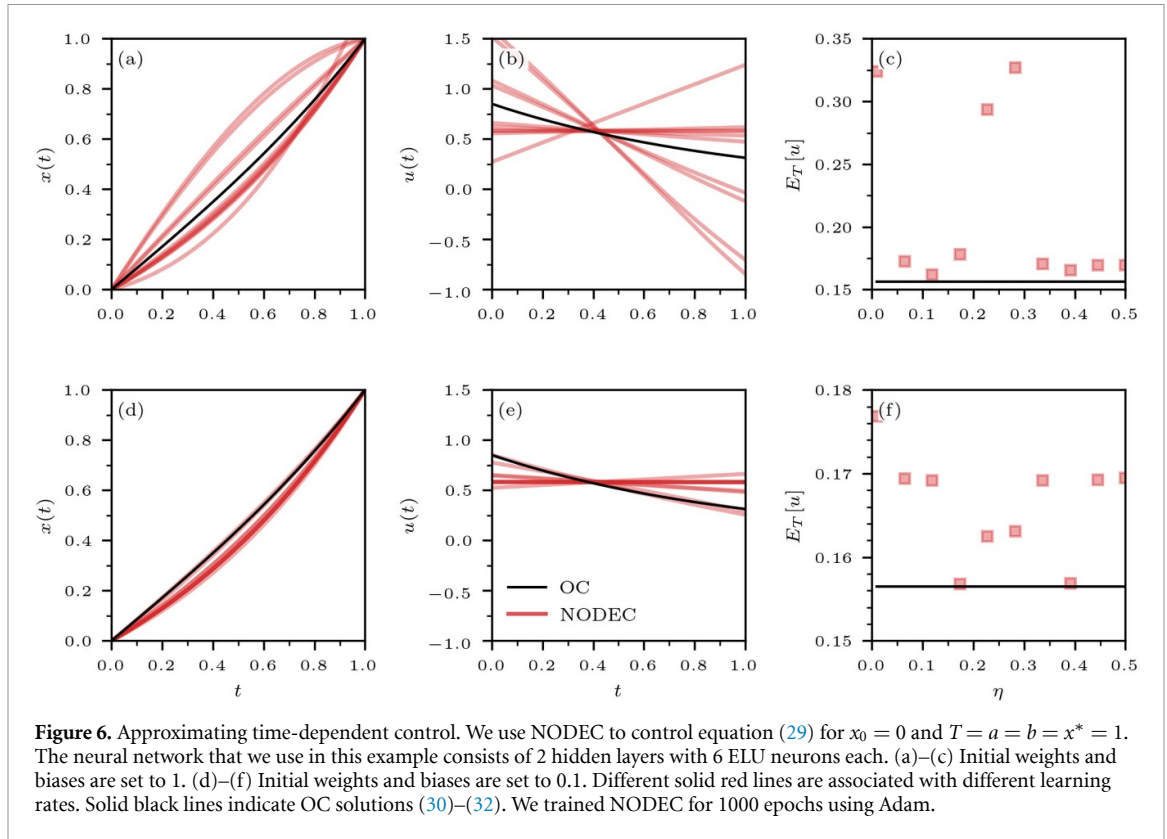 1.0
0.8
0.6
0.4
0.2
0.0
x(t)
(a)
0.0 0.2 0.4 0.6 0.8 1.0
1.5
1.0
0.5
0.0
−0.5
−1.0
u(t)
(b)
0.0 0.2 0.4 0.6 0.8 1.0
0.35
0.30
0.25
0.20
0.15
E_T[u]
(c)
0.0 0.1 0.2 0.3 0.4 0.5
1.0
0.8
0.6
0.4
0.2
0.0
x(t)
(d)
0.0 0.2 0.4 0.6 0.8 1.0
t
1.5
1.0
0.5
0.0
−0.5
−1.0
u(t)
(e)
OC
NODEC
0.0 0.2 0.4 0.6 0.8 1.0
t
0.18
0.17
0.16
0.15
E_T[u]
(f)
0.0 0.1 0.2 0.3 0.4 0.5
η
Figure 6. Approximating time-dependent control. We use NODEC to control equation (29) for x₀ = 0 and T = a = b = x* = 1.
The neural network that we use in this example consists of 2 hidden layers with 6 ELU neurons each. (a)–(c) Initial weights and
biases are set to 1. (d)–(f) Initial weights and biases are set to 0.1. Different solid red lines are associated with different learning
rates. Solid black lines indicate OC solutions (30)–(32). We trained NODEC for 1000 epochs using Adam.